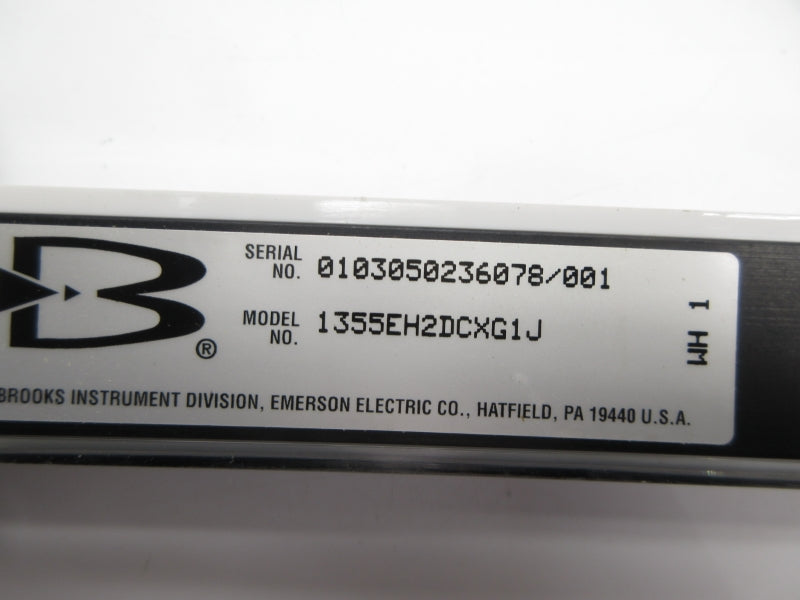 B®
SERIAL NO. 0103050236078/001
MODEL NO. 1355EH2DCXG1J
WH 1
BROOKS INSTRUMENT DIVISION, EMERSON ELECTRIC CO., HATFIELD, PA 19440 U.S.A.